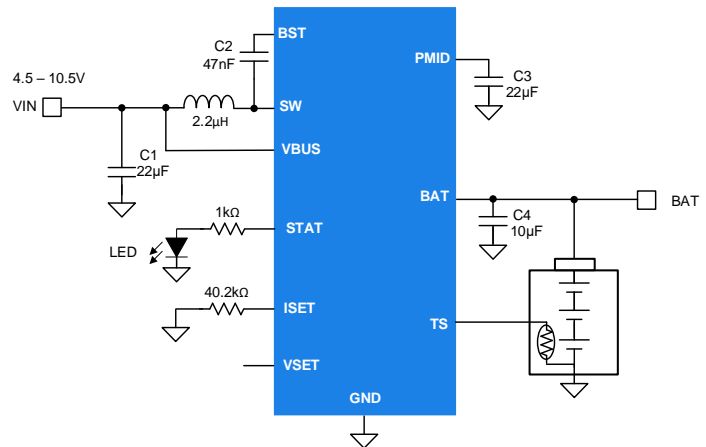 BST
C2
47nF
PMID
C3
22µF
4.5 – 10.5V
VIN
SW
2.2µH
VBUS
C1
22µF
BAT
BAT
C4
10µF
1kΩ
STAT
LED
40.2kΩ
ISET
TS
VSET
GND